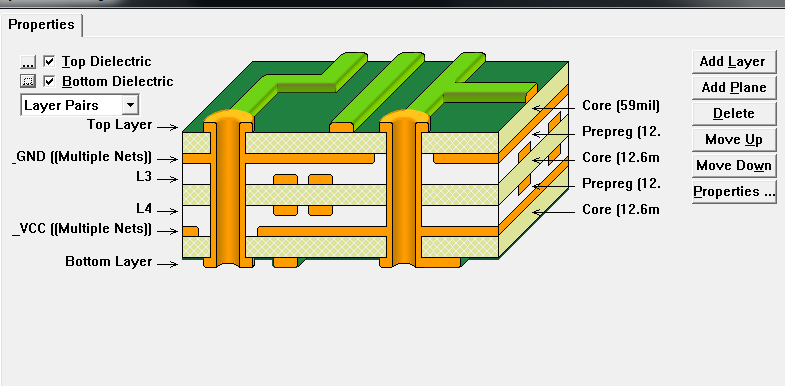 Properties
...
Top Dielectric
...
Bottom Dielectric
Layer Pairs
Top Layer
_GND ((Multiple Nets))
L3
L4
_VCC ((Multiple Nets))
Bottom Layer
Core (59mil)
Prepreg (12.
Core (12.6m
Prepreg (12.
Core (12.6m
Add Layer
Add Plane
Delete
Move Up
Move Down
Properties ...